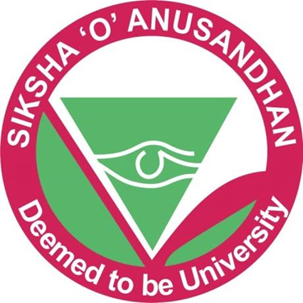 SIKSHA 'O' ANUSANDHAN
Deemed to be University